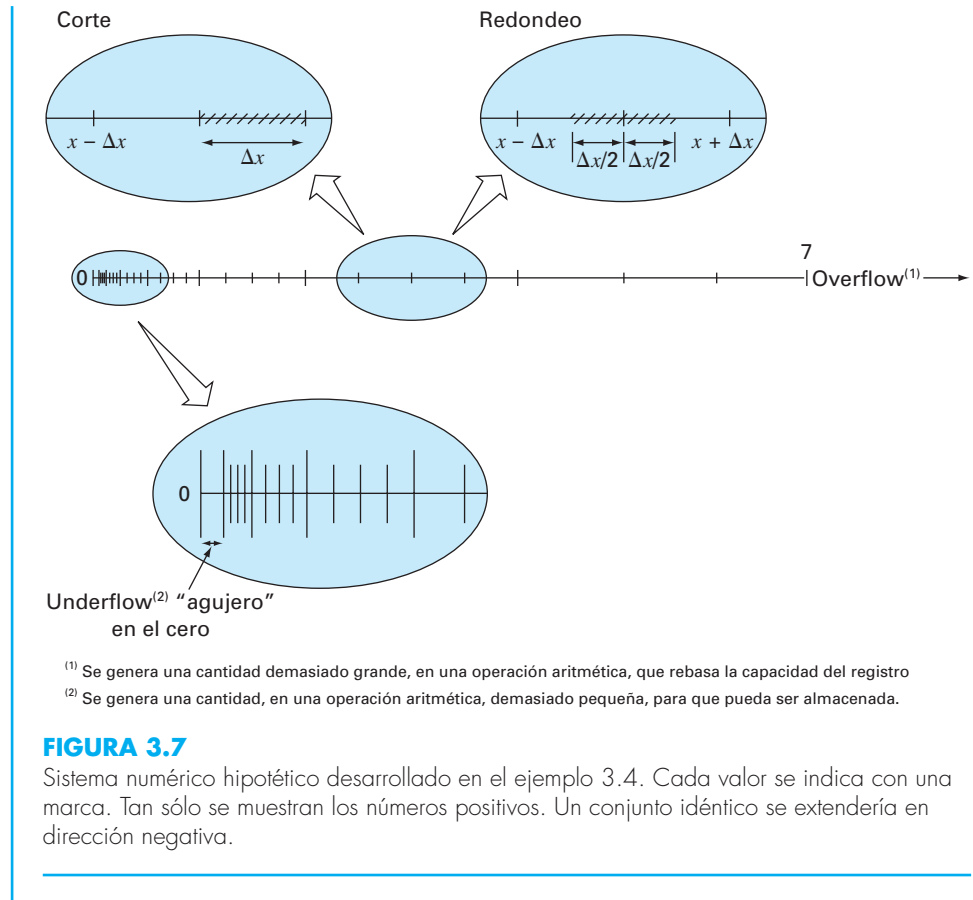 Corte
Redondeo
x – Δx
Δx
x – Δx
Δx/2
Δx/2
x + Δx
0
7
Overflow(1)
0
Underflow(2) “agujero”
en el cero
(1) Se genera una cantidad demasiado grande, en una operación aritmética, que rebasa la capacidad del registro
(2) Se genera una cantidad, en una operación aritmética, demasiado pequeña, para que pueda ser almacenada.
FIGURA 3.7
Sistema numérico hipotético desarrollado en el ejemplo 3.4. Cada valor se indica con una
marca. Tan sólo se muestran los números positivos. Un conjunto idéntico se extendería en
dirección negativa.